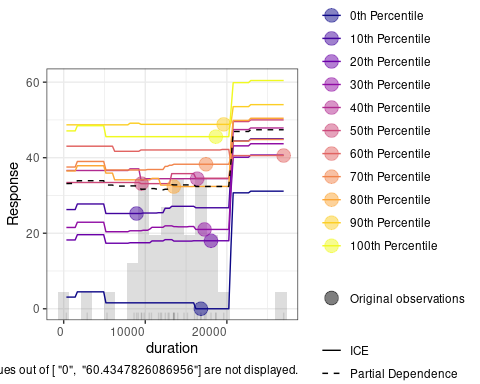 0th Percentile
10th Percentile
20th Percentile
30th Percentile
40th Percentile
50th Percentile
60th Percentile
70th Percentile
80th Percentile
90th Percentile
100th Percentile
Original observations
ICE
Partial Dependence
Response
60
40
20
0
0
10000
20000
duration
out of [ "0", "60.4347826086956"] are not displayed.